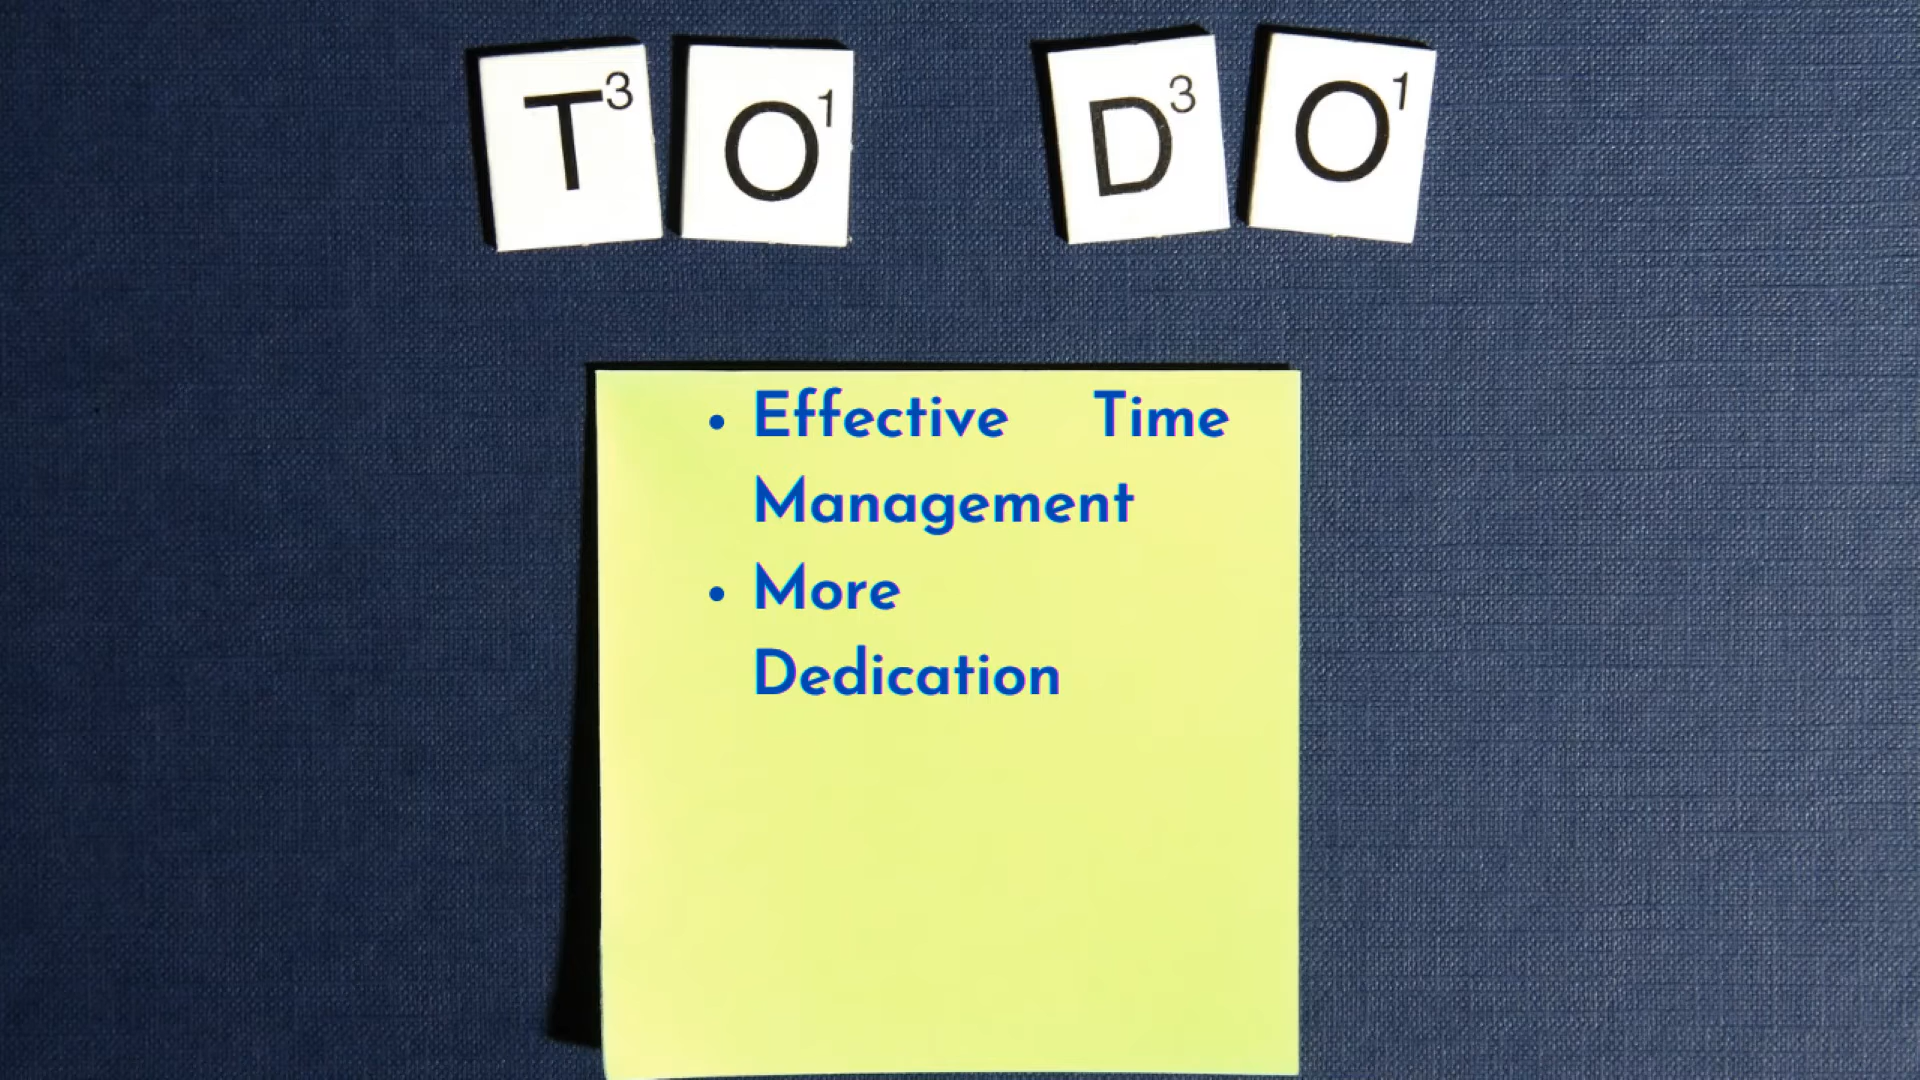 T3 O1 D3 O1
• Effective Time
Management
• More
Dedication